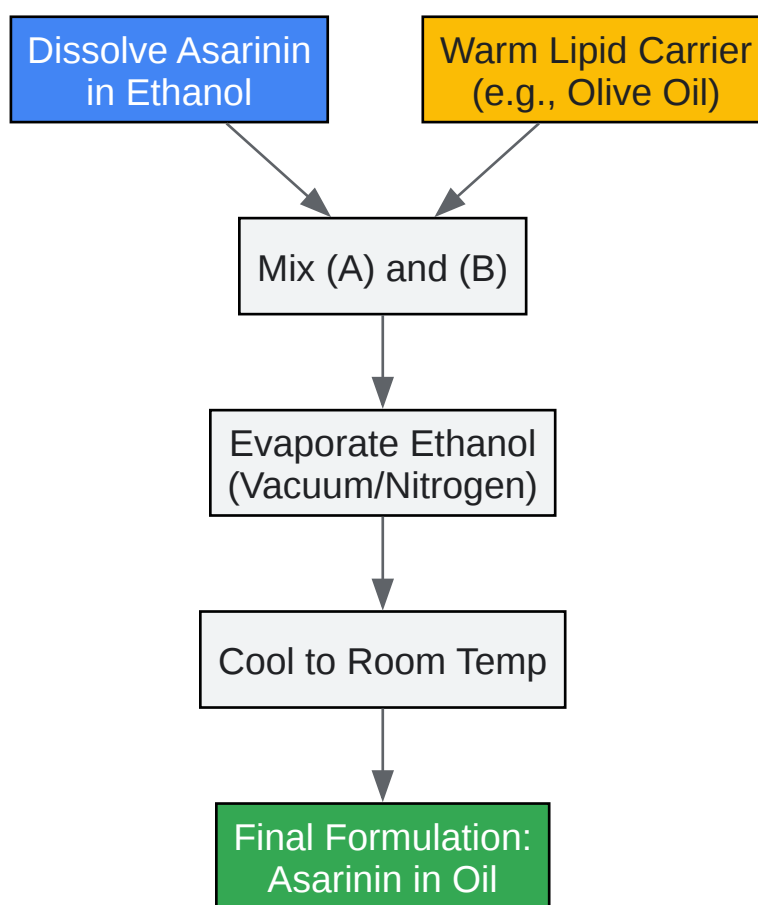 Dissolve Asarinin
in Ethanol
Warm Lipid Carrier
(e.g., Olive Oil)
Mix (A) and (B)
Evaporate Ethanol
(Vacuum/Nitrogen)
Cool to Room Temp
Final Formulation:
Asarinin in Oil